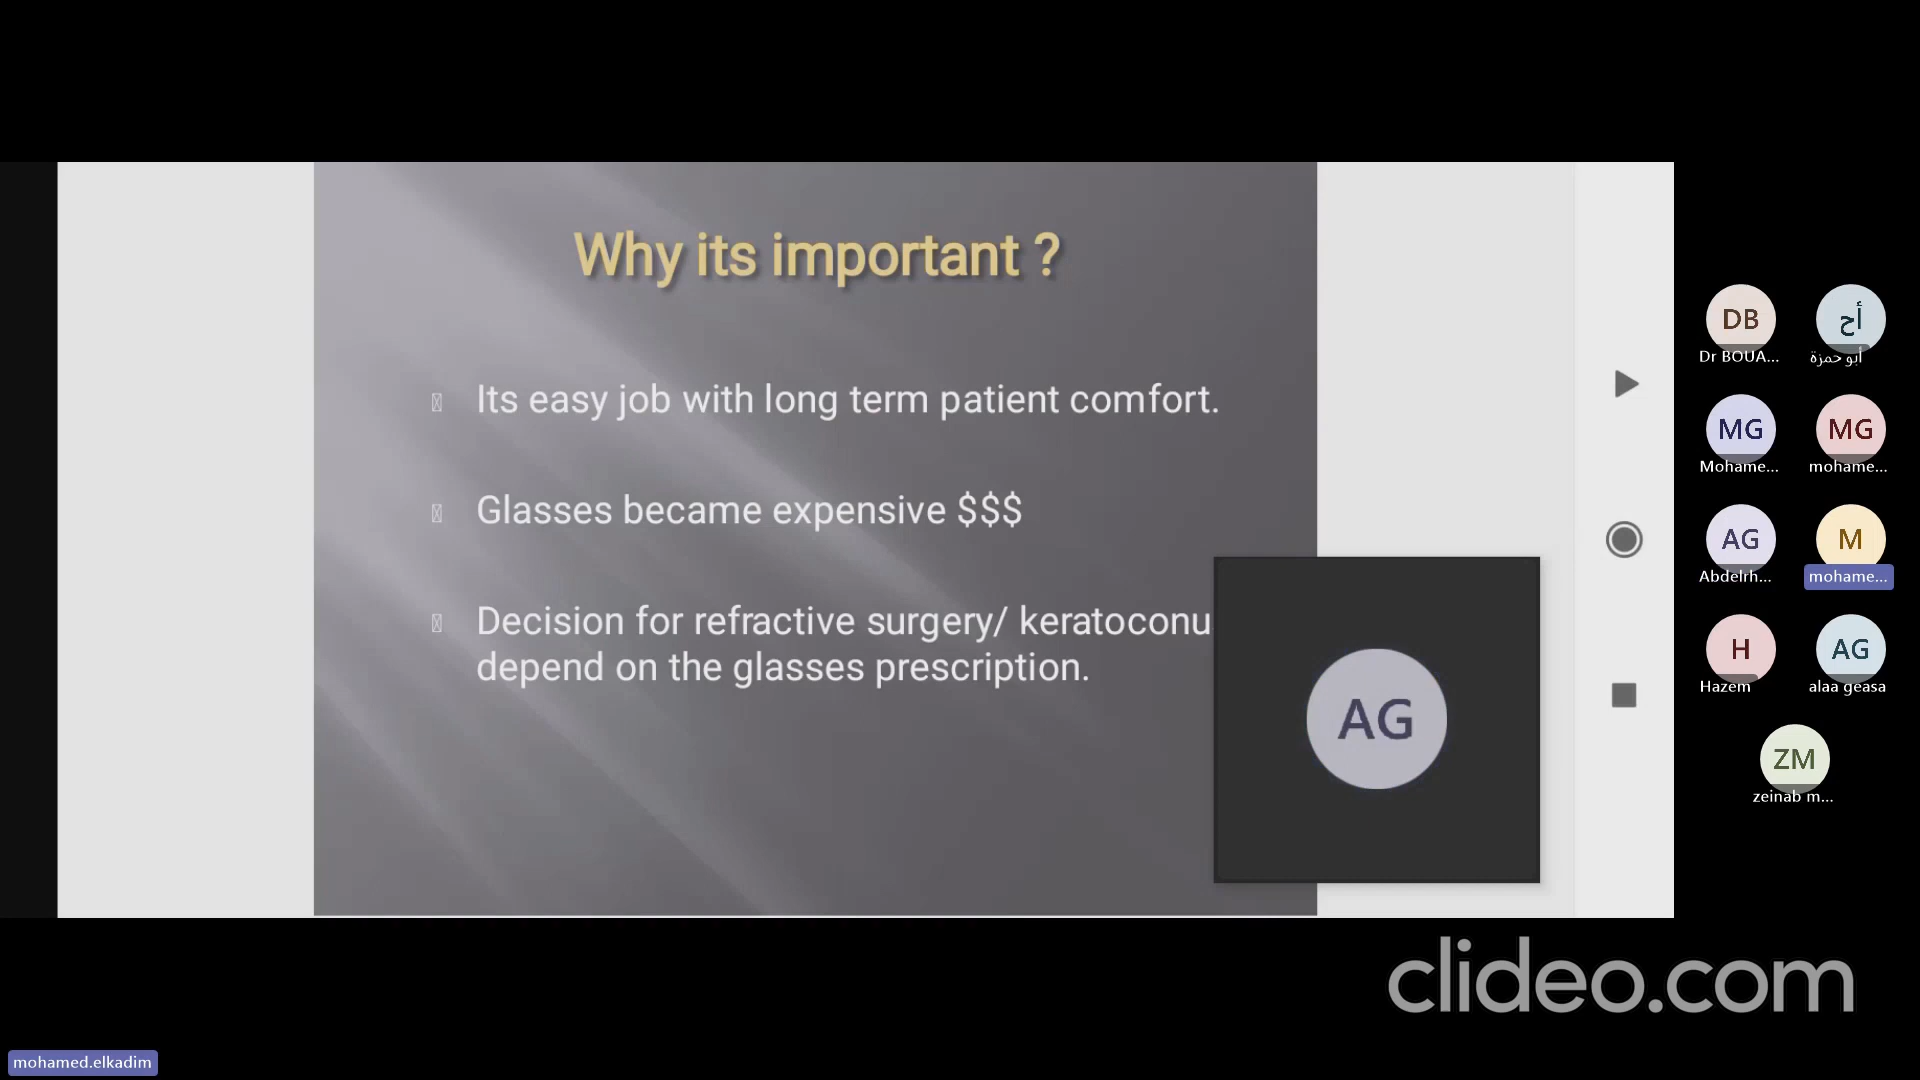 Why its important ?
Its easy job with long term patient comfort.
Glasses became expensive $$$
Decision for refractive surgery/ keratoconu
depend on the glasses prescription.
AG
DB
Dr BOUA...
أح
أبو حمزة
MG
Mohame...
MG
mohame...
AG
Abdelrh...
M
mohame...
H
Hazem
AG
alaa geasa
ZM
zeinab m...
clideo.com
mohamed.elkadim